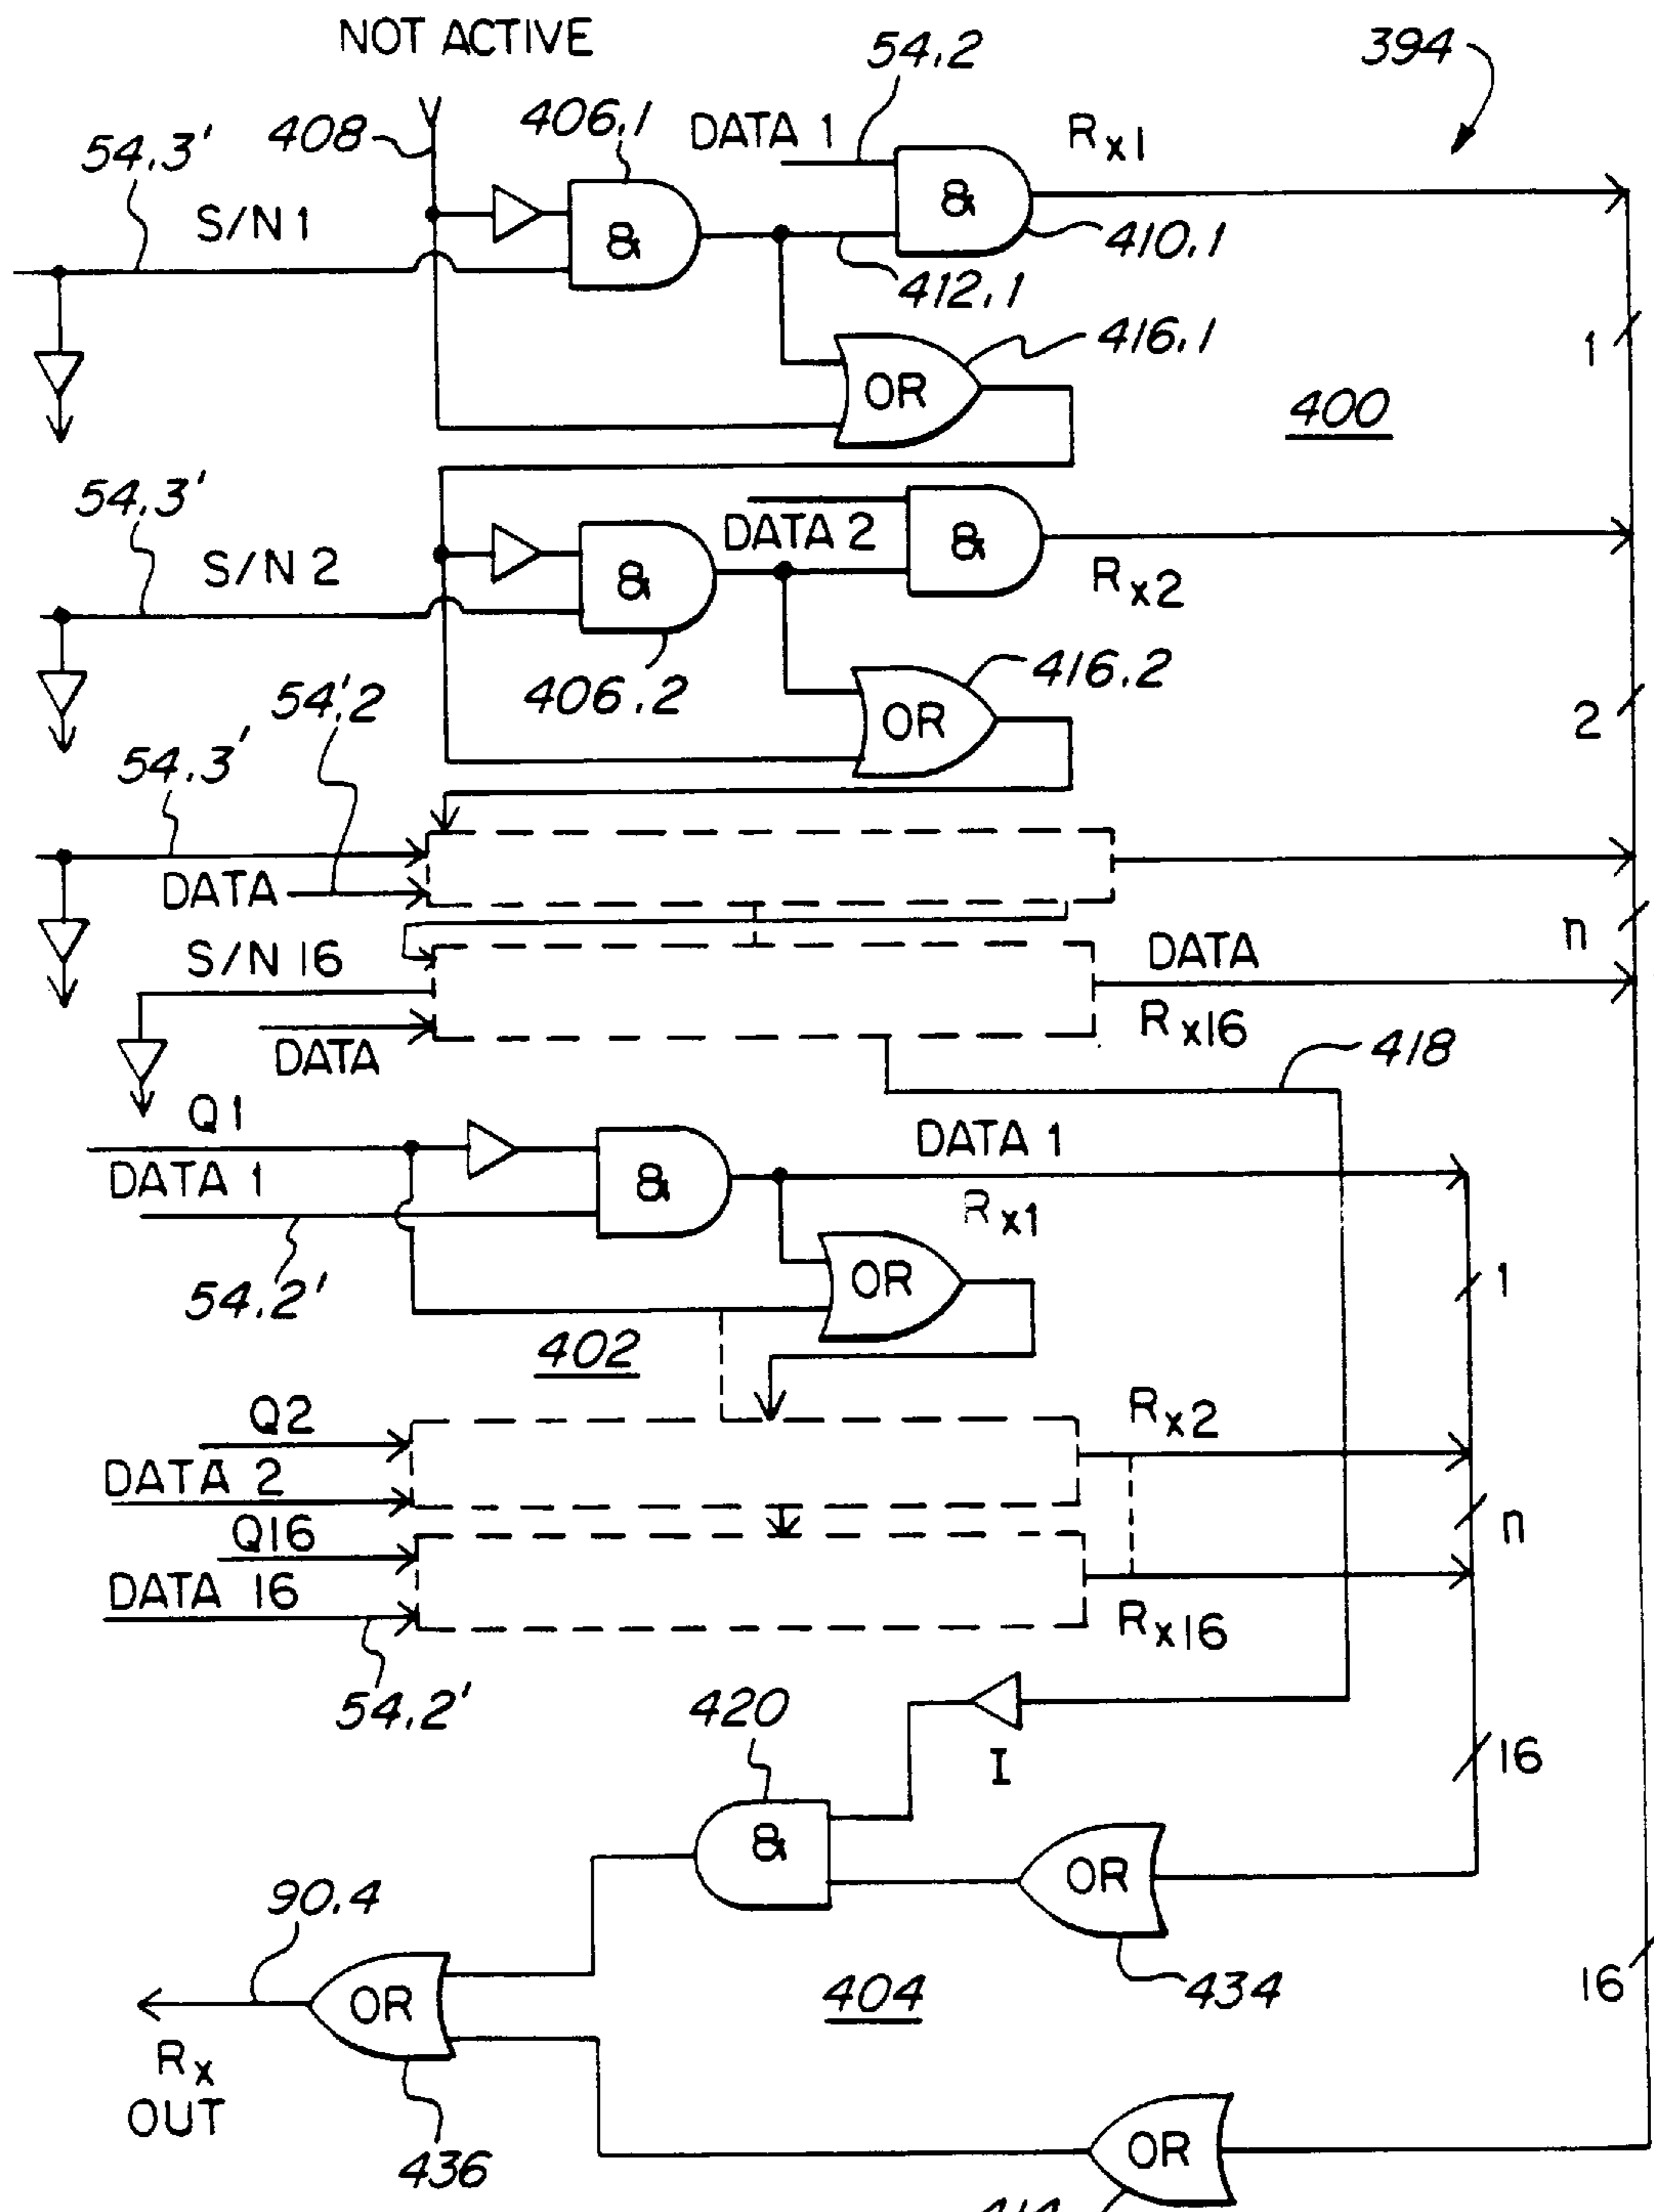 NOT ACTIVE
54.2
394
406.1
DATA 1
Rx1
408
54.3'
S/N 1
&
&
410.1
412.1
416.1
1
OR
400
54.3'
DATA 2
&
S/N 2
&
Rx2
416.2
406.2
54'.2
OR
2
54.3'
DATA
n
S/N 16
DATA
Rx16
DATA
418
Q1
DATA 1
DATA 1
&
Rx1
54.2'
OR
1
402
Q2
Rx2
DATA 2
Q16
n
DATA 16
Rx16
54.2'
420
I
16
&
OR
90.4
404
434
16
OR
Rx
OUT
436
OR